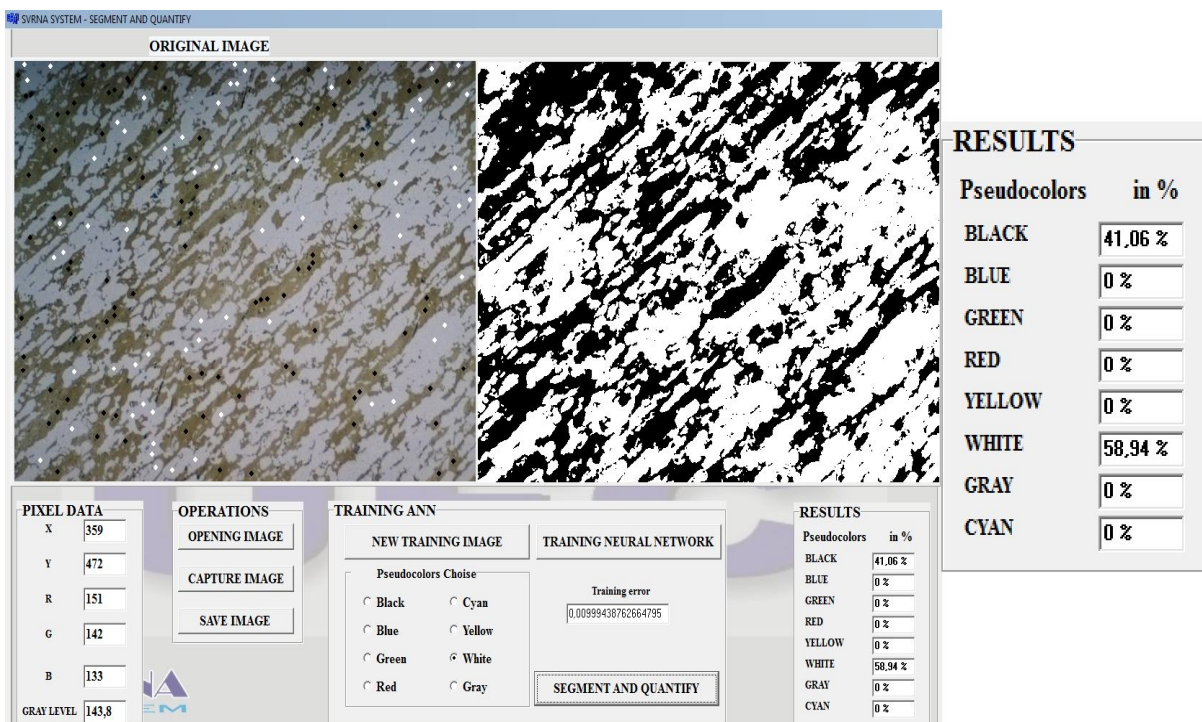 SVRNA SYSTEM - SEGMENT AND QUANTIFY
ORIGINAL IMAGE
RESULTS
Pseudocolors in %
BLACK 41,06 %
BLUE 0 %
GREEN 0 %
RED 0 %
YELLOW 0 %
WHITE 58,94 %
GRAY 0 %
CYAN 0 %
PIXEL DATA
X 359
Y 472
R 151
G 142
B 133
GRAY LEVEL 143,8
OPERATIONS
OPENING IMAGE
CAPTURE IMAGE
SAVE IMAGE
TRAINING ANN
NEW TRAINING IMAGE
TRAINING NEURAL NETWORK
Pseudocolors Choise
Black Cyan
Blue Yellow
Green White
Red Gray
Training error
0,00999438762664795
SEGMENT AND QUANTIFY
RESULTS
Pseudocolors in %
BLACK 41,06 %
BLUE 0 %
GREEN 0 %
RED 0 %
YELLOW 0 %
WHITE 58,94 %
GRAY 0 %
CYAN 0 %